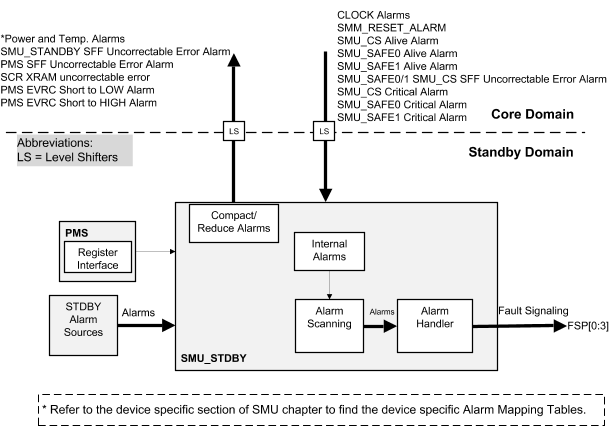 *Power and Temp. Alarms
SMU_STANDBY SFF Uncorrectable Error Alarm
PMS SFF Uncorrectable Error Alarm
SCR XRAM uncorrectable error
PMS EVRC Short to LOW Alarm
PMS EVRC Short to HIGH Alarm
CLOCK Alarms
SMM_RESET_ALARM
SMU_CS Alive Alarm
SMU_SAFE0 Alive Alarm
SMU_SAFE1 Alive Alarm
SMU_SAFE0/1 SMU_CS SFF Uncorrectable Error Alarm
SMU_CS Critical Alarm
SMU_SAFE0 Critical Alarm
SMU_SAFE1 Critical Alarm
Core Domain
LS
LS
Abbreviations:
LS = Level Shifters
Standby Domain
Compact/
Reduce Alarms
PMS
Register
Interface
Internal
Alarms
STDBY
Alarm
Sources
Alarms
Alarm
Scanning
Alarms
Alarm
Handler
Fault Signaling
FSP[0:3]
SMU_STDBY
* Refer to the device specific section of SMU chapter to find the device specific Alarm Mapping Tables.